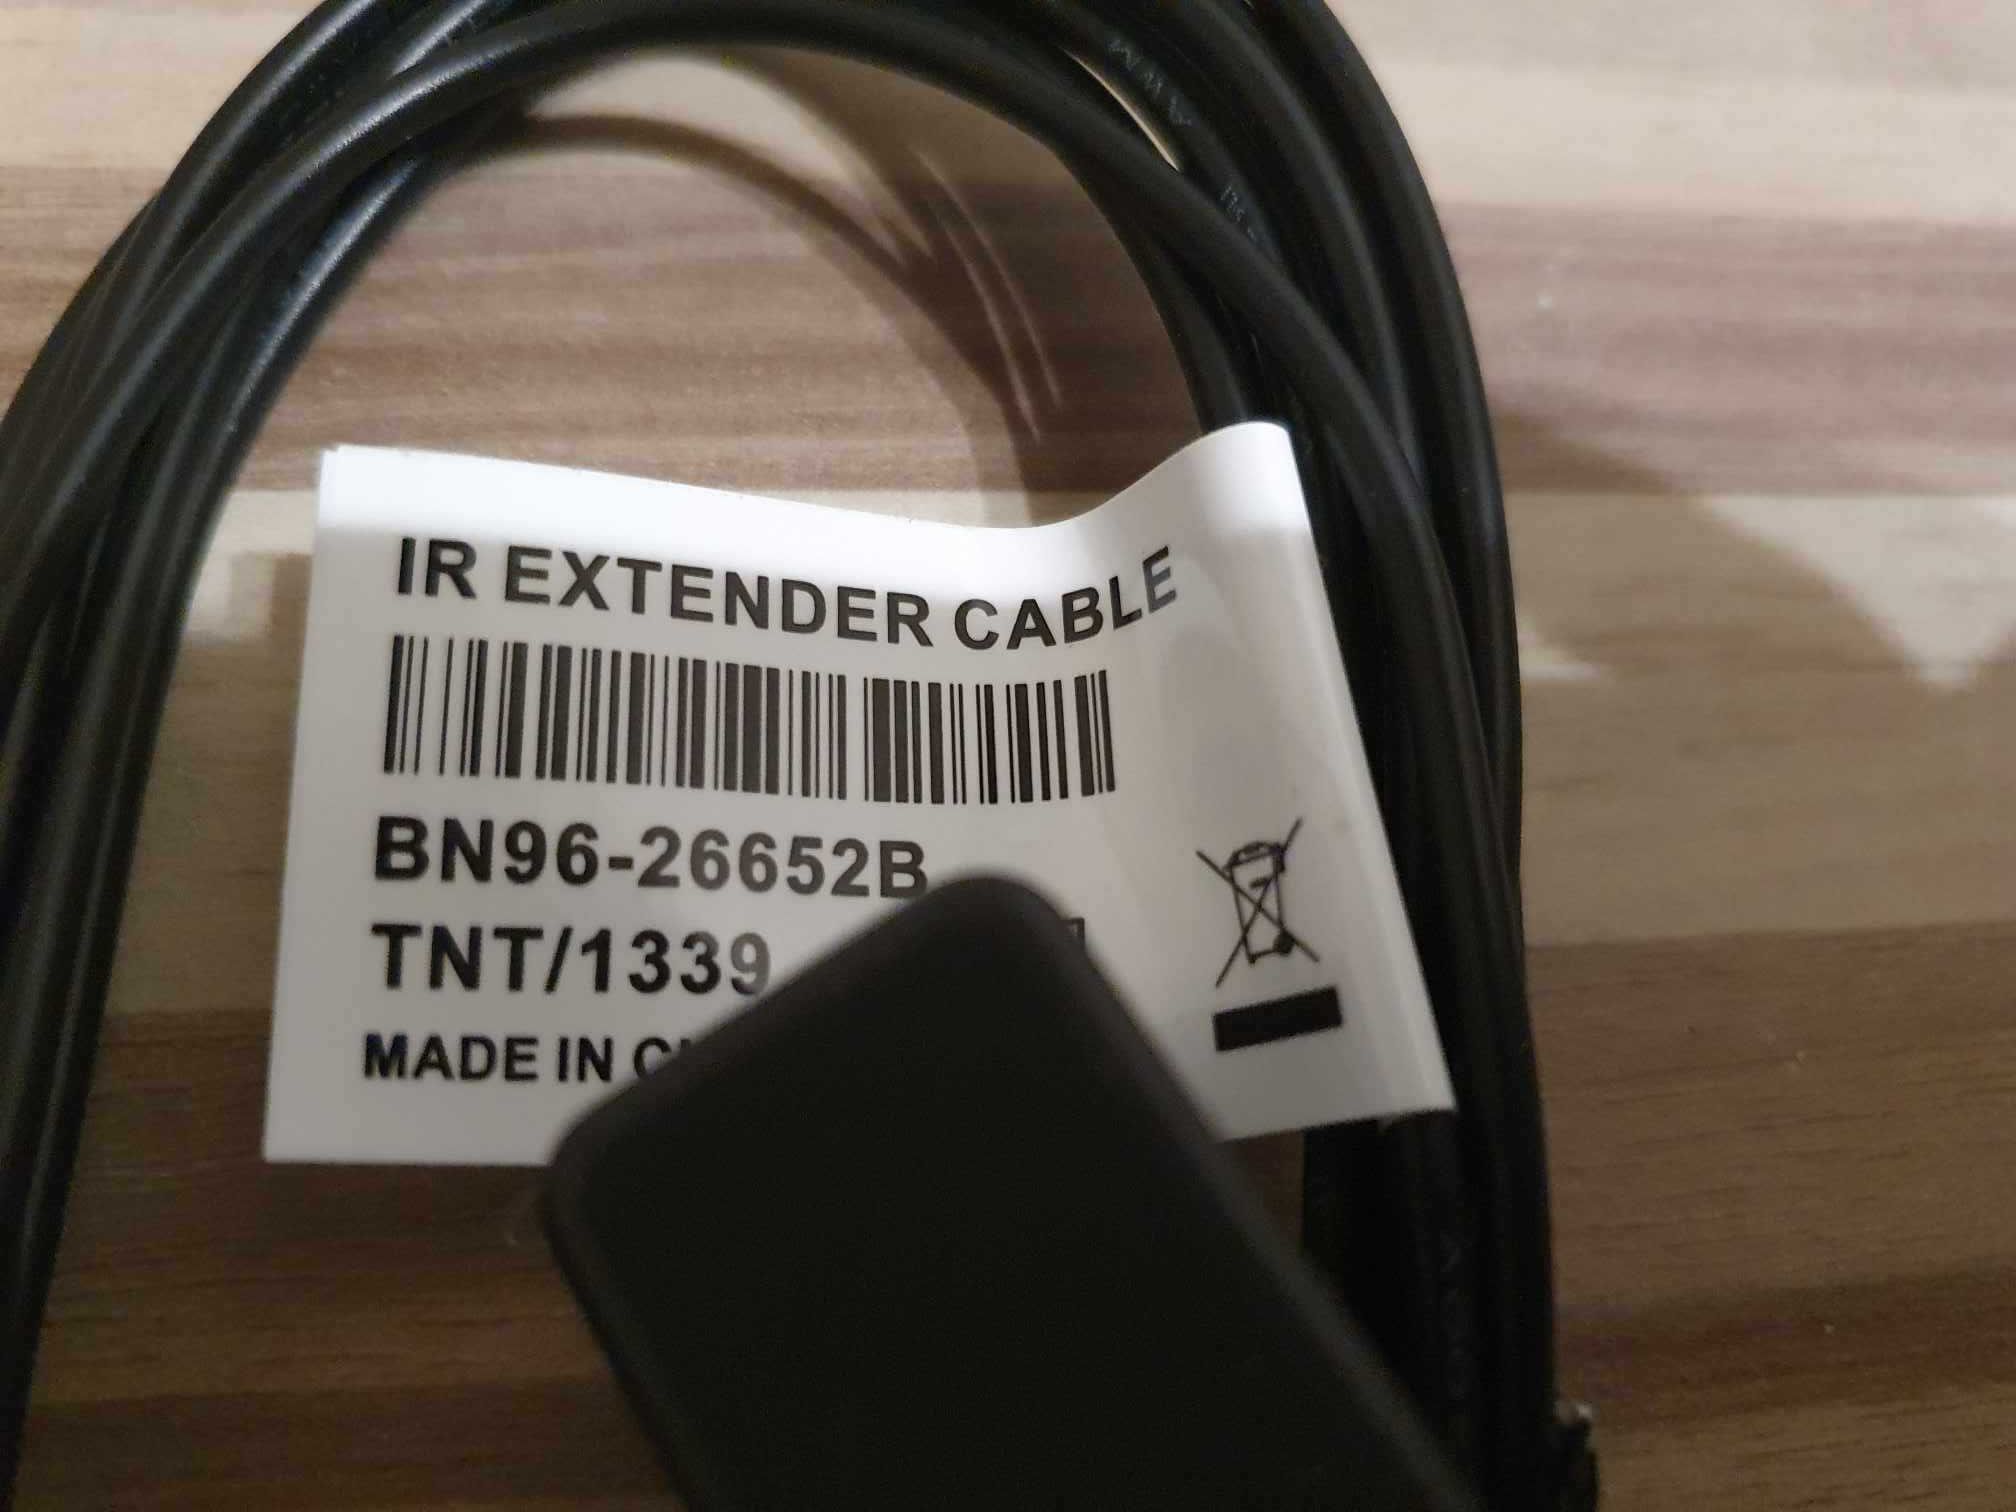 IR EXTENDER CABLE
BN96-26652B
TNT/1339
MADE IN